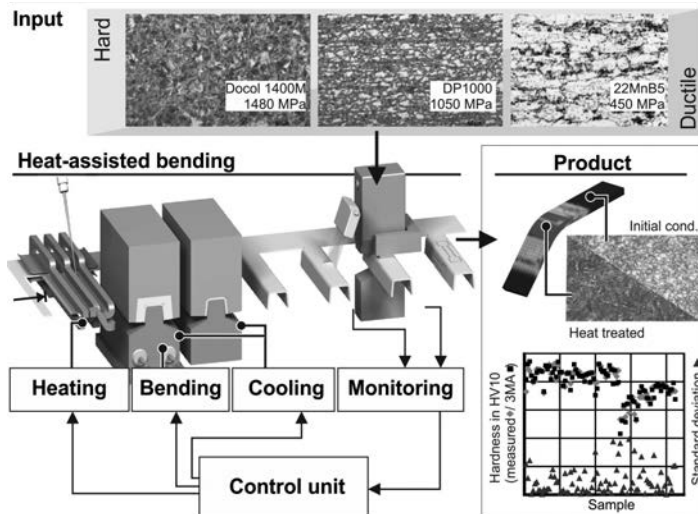 Input
Hard
Docol 1400M
1480 MPa
DP1000
1050 MPa
22MnB5
450 MPa
Ductile
Heat-assisted bending
Product
Initial cond.
Heat treated
Heating
Bending
Cooling
Monitoring
Control unit
Hardness in HV10 ■
(measured◆/ 3MA ■)
Standard deviation ▲
Sample